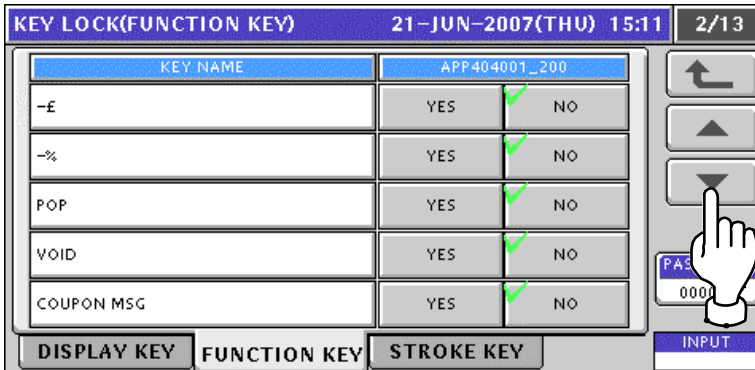 KEY LOCK(FUNCTION KEY) 21-JUN-2007(THU) 15:11 2/13
KEY NAME APP404001_200
-£ YES NO
-% YES NO
POP YES NO
VOID YES NO
COUPON MSG YES NO
DISPLAY KEY FUNCTION KEY STROKE KEY
INPUT